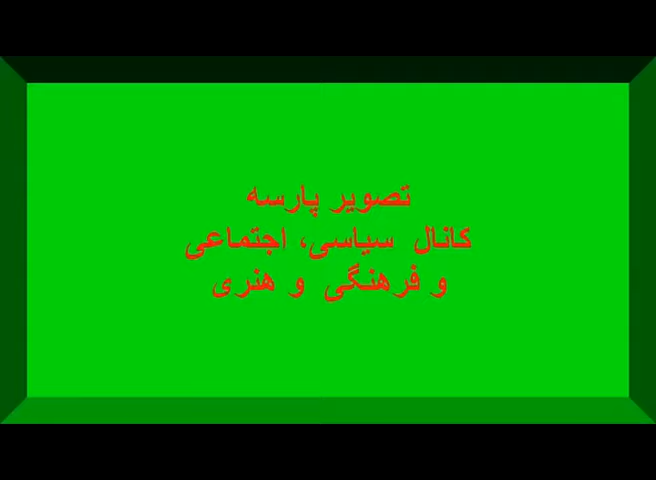 تصویر پارسه
کانال سیاسی، اجتماعی
و فرهنگی و هنری